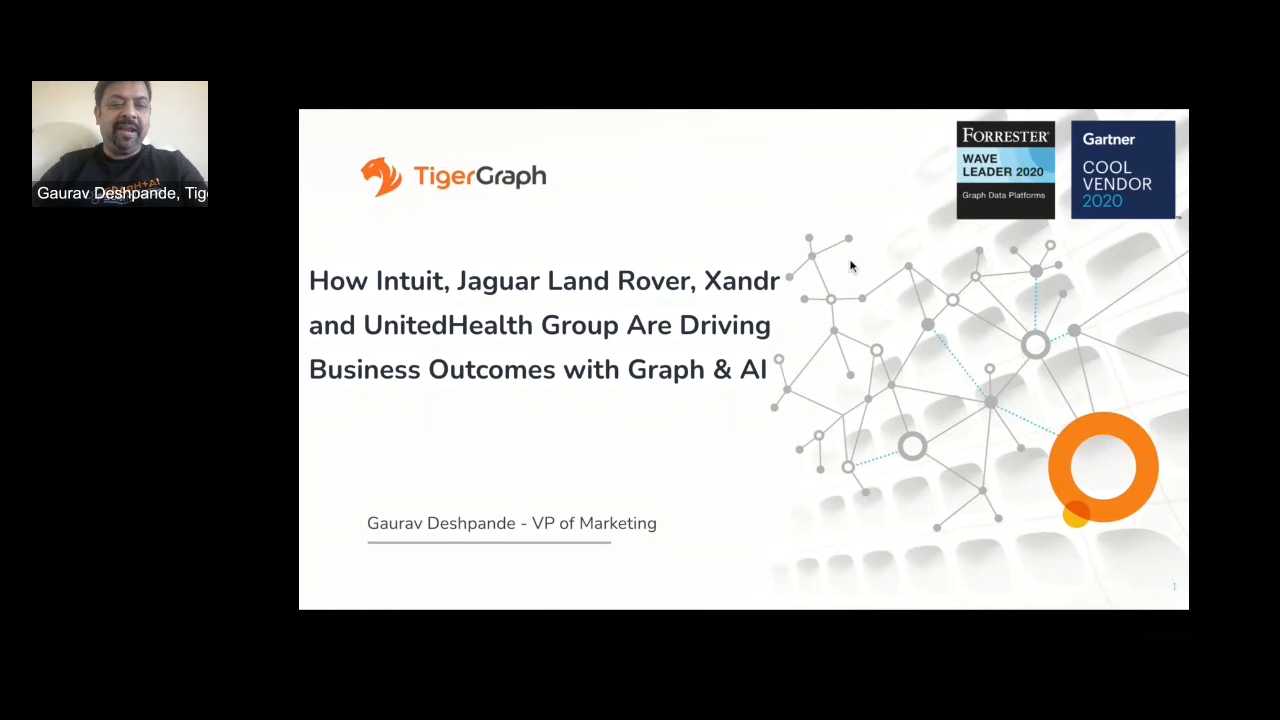 Gaurav Deshpande, Tig
TigerGraph
FORRESTER
WAVE
LEADER 2020
Graph Data Platforms
Gartner
COOL
VENDOR
2020
How Intuit, Jaguar Land Rover, Xandr
and UnitedHealth Group Are Driving
Business Outcomes with Graph & AI
Gaurav Deshpande - VP of Marketing
1